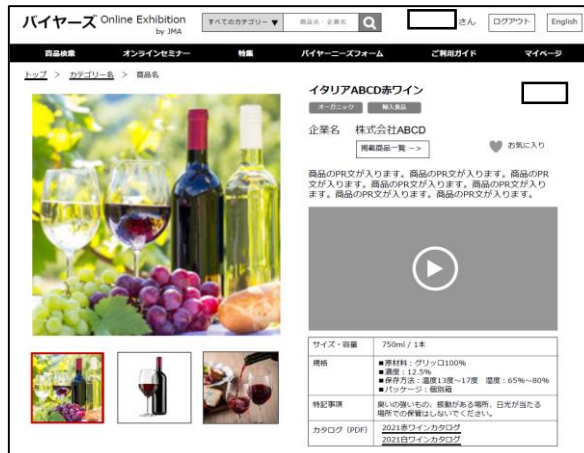 バイヤーズ Online Exhibition
by JMA
すべてのカテゴリー ▼
商品名・企業名
さん
ログアウト
English
商品検索
オンラインセミナー
特集
バイヤーニーズフォーム
ご利用ガイド
マイページ
トップ > カテゴリー名 > 商品名
イタリアABCD赤ワイン
オーガニック
輸入食品
企業名 株式会社ABCD
掲載商品一覧 ->
お気に入り
商品のPR文が入ります。商品のPR文が入ります。商品のPR
文が入ります。商品のPR文が入ります。商品のPR文が入り
ます。商品のPR文が入ります。商品のPR文が入ります。
サイズ・容量 750ml / 1本
規格 ■原材料:グリッロ100%
■濃度:12.5%
■保存方法:温度13度~17度 湿度:65%~80%
■パッケージ:個別箱
特記事項 臭いの強いもの、振動がある場所、日光が当たる
場所での保管はしないでください。
カタログ(PDF) 2021赤ワインカタログ
2021白ワインカタログ